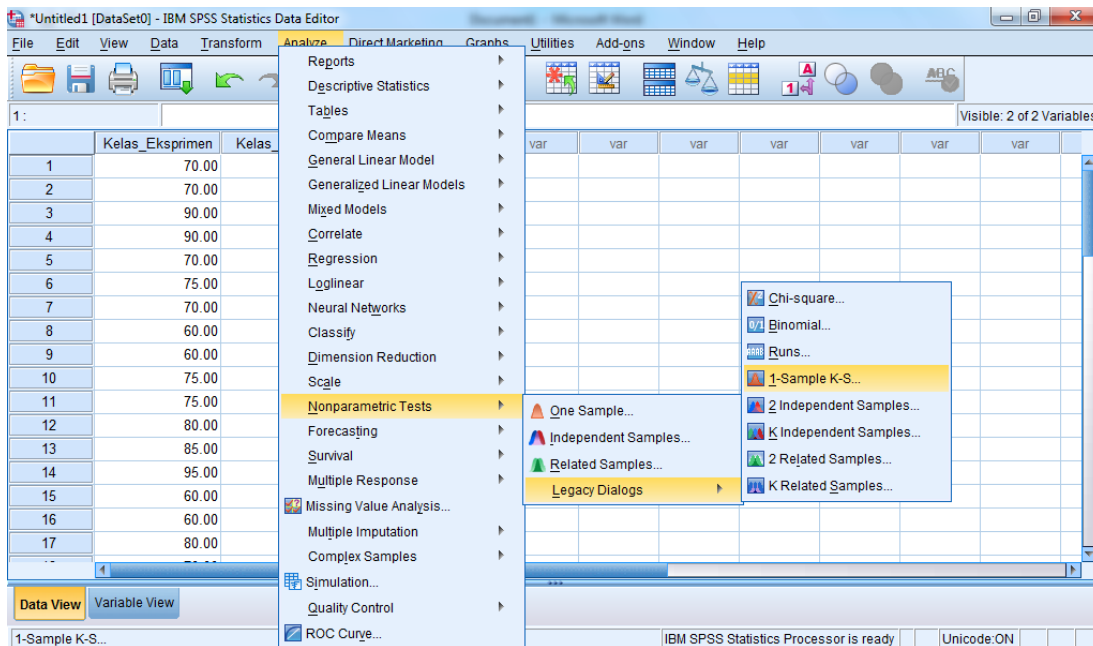 *Untitled1 [DataSet0] - IBM SPSS Statistics Data Editor
File Edit View Data Transform Analyze Direct Marketing Graphs Utilities Add-ons Window Help
1 :
Visible: 2 of 2 Variables
Kelas_Eksprimen Kelas_ var var var var var var var
1 70.00
2 70.00
3 90.00
4 90.00
5 70.00
6 75.00
7 70.00
8 60.00
9 60.00
10 75.00
11 75.00
12 80.00
13 85.00
14 95.00
15 60.00
16 60.00
17 80.00
Reports
Descriptive Statistics
Tables
Compare Means
General Linear Model
Generalized Linear Models
Mixed Models
Correlate
Regression
Loglinear
Neural Networks
Classify
Dimension Reduction
Scale
Nonparametric Tests
Forecasting
Survival
Multiple Response
Missing Value Analysis...
Multiple Imputation
Complex Samples
Simulation...
Quality Control
ROC Curve...
One Sample...
Independent Samples...
Related Samples...
Legacy Dialogs
Chi-square...
Binomial...
Runs...
1-Sample K-S...
2 Independent Samples...
K Independent Samples...
2 Related Samples...
K Related Samples...
Data View Variable View
1-Sample K-S... IBM SPSS Statistics Processor is ready Unicode:ON